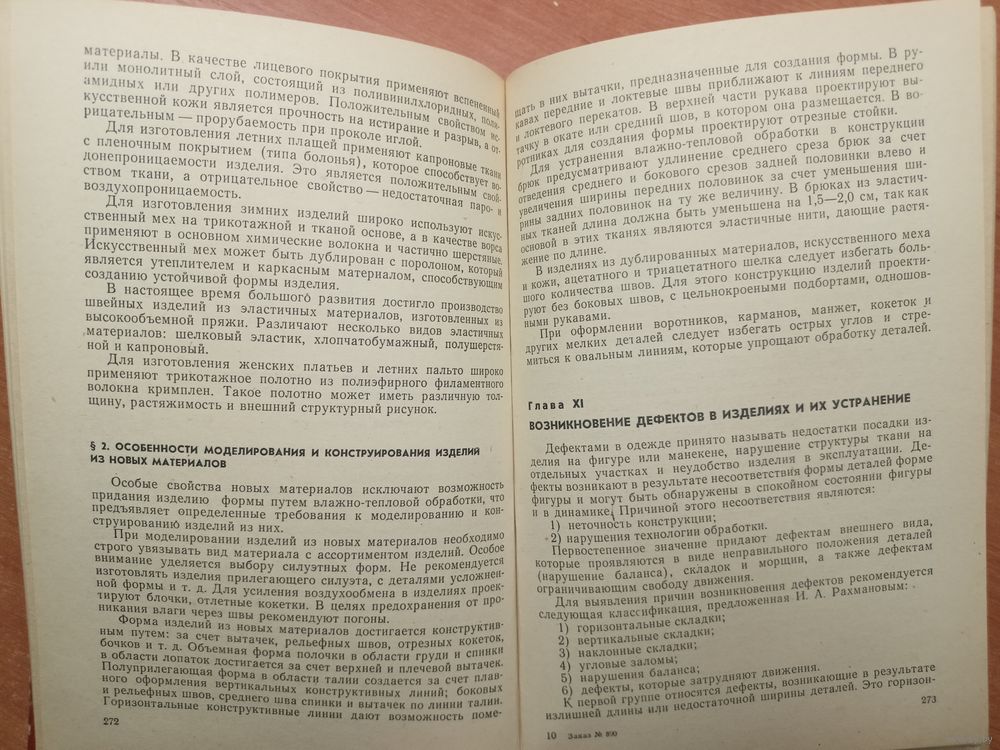 материалы. В качестве лицевого покрытия применяют вспененный
или монолитный слой, состоящий из поливинилхлоридных, поли-
амидных или других полимеров. Положительным свойством ис-
кусственной кожи является прочность на истирание и разрыв, а от-
рицательным — прорубаемость при проколе иглой.
Для изготовления летних плащей применяют капроновые ткани
с пленочным покрытием (типа болонья), которое способствует во-
донепроницаемости изделия. Это является положительным свой-
ством ткани, а отрицательное свойство — недостаточная паро- и
воздухопроницаемость.
Для изготовления зимних изделий широко используют искус-
ственный мех на трикотажной и тканой основе, а в качестве ворса
применяют в основном химические волокна и частично шерстяные.
Искусственный мех может быть дублирован с поролоном, который
является утеплителем и каркасным материалом, способствующим
созданию устойчивой формы изделия.
В настоящее время большого развития достигло производство
швейных изделий из эластичных материалов, изготовленных из
высокообъемной пряжи. Различают несколько видов эластичных
материалов: шелковый эластик, хлопчатобумажный, полушерстя-
ной и капроновый.
Для изготовления женских платьев и летних пальто широко
применяют трикотажное полотно из полиэфирного филаментного
волокна кримплен. Такое полотно может иметь различную тол-
щину, растяжимость и внешний структурный рисунок.
§ 2. ОСОБЕННОСТИ МОДЕЛИРОВАНИЯ И КОНСТРУИРОВАНИЯ ИЗДЕЛИЙ
ИЗ НОВЫХ МАТЕРИАЛОВ
Особые свойства новых материалов исключают возможность
придания изделию формы путем влажно-тепловой обработки, что
предъявляет определенные требования к моделированию и кон-
струированию изделий из них.
При моделировании изделий из новых материалов необходимо
строго увязывать вид материала с ассортиментом изделий. Особое
внимание уделяется выбору силуэтных форм. Не рекомендуется
изготовлять изделия прилегающего силуэта, с деталями усложнен-
ной формы и т. д. Для усиления воздухообмена в изделиях проек-
тируют блочки, отлетные кокетки. В целях предохранения от про-
никания влаги через швы рекомендуют погоны.
Форма изделий из новых материалов достигается конструктив-
ным путем: за счет вытачек, рельефных швов, отрезных кокеток,
бочков и т. д. Объемная форма полочки в области груди и спинки
в области лопаток достигается за счет верхней и плечевой вытачек.
Полуприлегающая форма в области талии создается за счет плав-
ного оформления вертикальных конструктивных линий; боковых
и рельефных швов, среднего шва спинки и вытачек по линии талии.
Горизонтальные конструктивные линии дают возможность поме-
272
щать в них вытачки, предназначенные для создания формы. В ру-
кавах передние и локтевые швы приближают к линиям переднего
и локтевого перекатов. В верхней части рукава проектируют вы-
тачку в окате или средний шов, в котором она размещается. В во-
ротниках для создания формы проектируют отрезные стойки.
Для устранения влажно-тепловой обработки в конструкции
брюк предусматривают удлинение среднего среза брюк за счет
отведения среднего и бокового срезов задней половинки влево и
увеличения ширины передних половинок за счет уменьшения ши-
рины задних половинок на ту же величину. В брюках из эластич-
ных тканей длина должна быть уменьшена на 1,5—2,0 см, так как
основой в этих тканях являются эластичные нити, дающие растя-
жение по длине.
В изделиях из дублированных материалов, искусственного меха
и кожи, ацетатного и триацетатного шелка следует избегать боль-
шого количества швов. Для этого конструкцию изделий проекти-
руют без боковых швов, с цельнокроеными подбортами, одношов-
ными рукавами.
При оформлении воротников, карманов, манжет, кокеток и
других мелких деталей следует избегать острых углов и стре-
миться к овальным линиям, которые упрощают обработку деталей.
Глава XI
ВОЗНИКНОВЕНИЕ ДЕФЕКТОВ В ИЗДЕЛИЯХ И ИХ УСТРАНЕНИЕ
Дефектами в одежде принято называть недостатки посадки из-
делия на фигуре или манекене, нарушение структуры ткани на
отдельных участках и неудобство изделия в эксплуатации. Де-
фекты возникают в результате несоответствия формы деталей форме
фигуры и могут быть обнаружены в спокойном состоянии фигуры
и в динамике. Причиной этого несоответствия являются:
1) неточность конструкции;
2) нарушения технологии обработки.
Первостепенное значение придают дефектам внешнего вида,
которые проявляются в виде неправильного положения деталей
(нарушение баланса), складок и морщин, а также дефектам
ограничивающим свободу движения.
Для выявления причин возникновения дефектов рекомендуется
следующая классификация, предложенная И. А. Рахмановым:
1) горизонтальные складки;
2) вертикальные складки;
3) наклонные складки;
4) угловые заломы;
5) нарушения баланса;
6) дефекты, которые затрудняют движения.
К первой группе относятся дефекты, возникающие в результате
излишней длины или недостаточной ширины деталей. Это горизон-
10 Заказ № 890
273